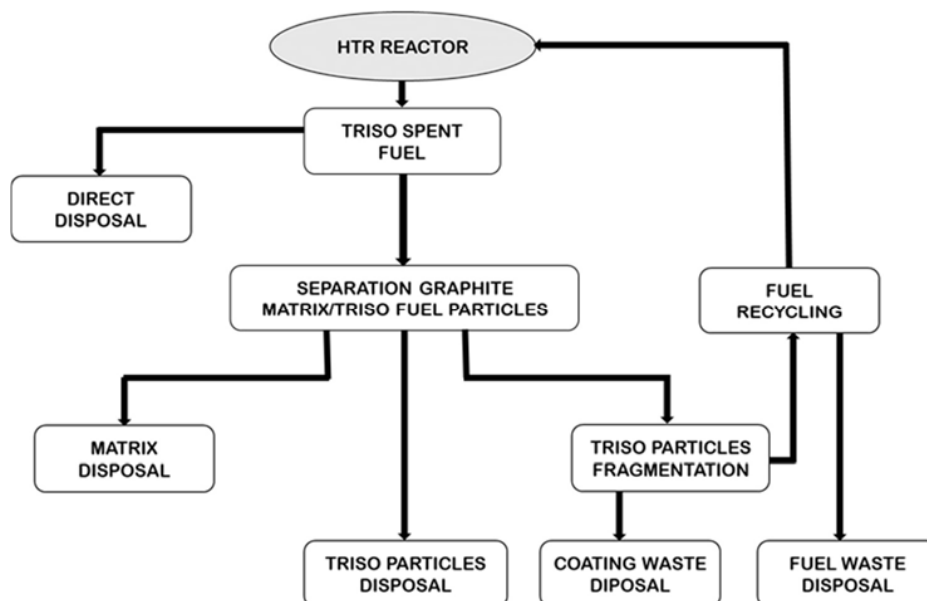 HTR REACTOR
TRISO SPENT
FUEL
DIRECT
DISPOSAL
SEPARATION GRAPHITE
MATRIX/TRISO FUEL PARTICLES
FUEL
RECYCLING
MATRIX
DISPOSAL
TRISO PARTICLES
FRAGMENTATION
TRISO PARTICLES
DISPOSAL
COATING WASTE
DIPOSAL
FUEL WASTE
DISPOSAL